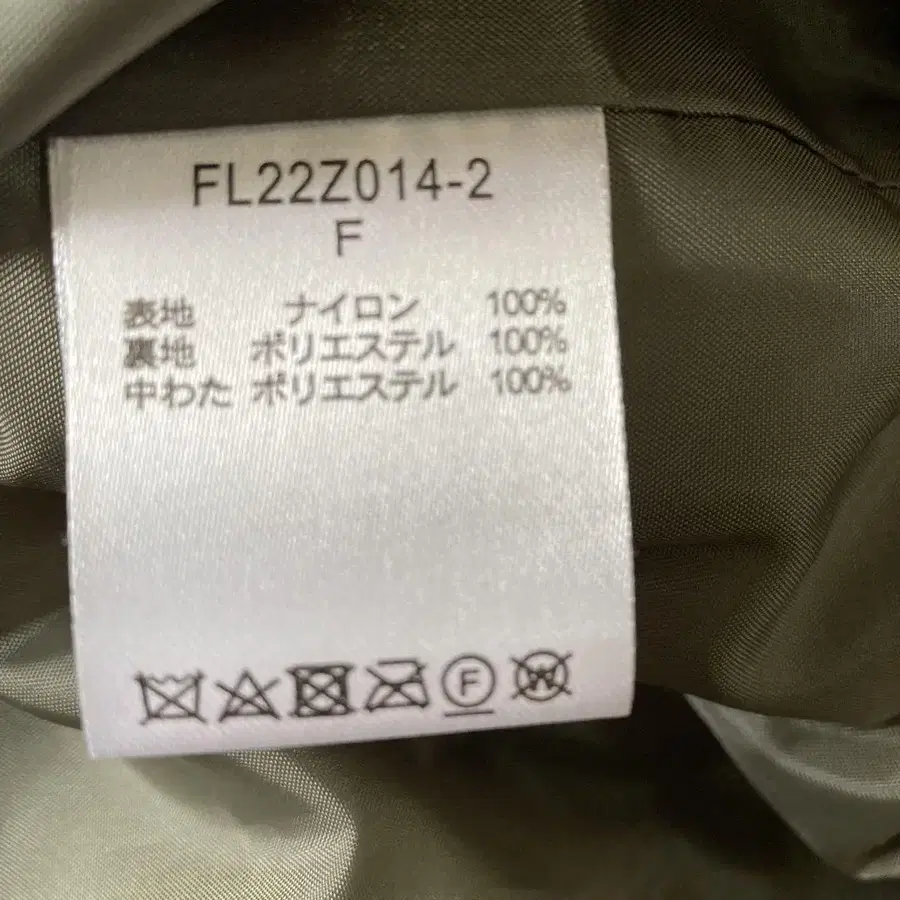 FL22Z014-2
F
表地 ナイロン 100%
裏地 ポリエステル 100%
中わた ポリエステル 100%
F W